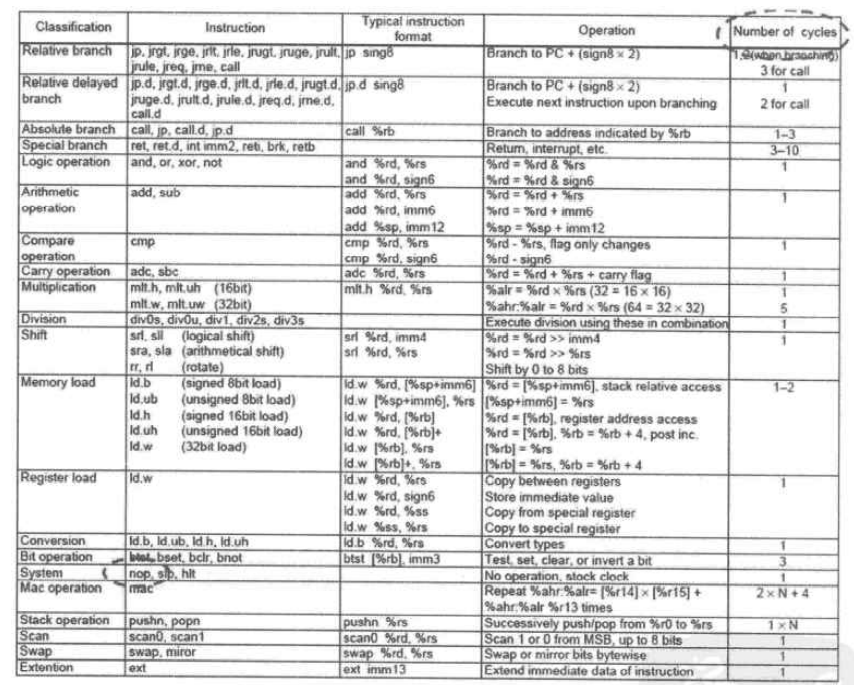 Classification Instruction Typical instruction format Operation Number of cycles
Relative branch jp, jrgt, jrge, jrlt, jrle, jrugt, jruge, jrult, jp sing8 Branch to PC + (sign8 × 2) 1,2(when branching)
jrule, jreq, jrne, call 3 for call
Relative delayed jp.d, jrgt.d, jrge.d, jrlt.d, jrle.d, jrugt.d, jp.d sing8 Branch to PC + (sign8 × 2) 1
branch jruge.d, jrult.d, jrule.d, jreq.d, jrne.d, Execute next instruction upon branching 2 for call
call.d
Absolute branch call, jp, call.d, jp.d call %rb Branch to address indicated by %rb 1–3
Special branch ret, ret.d, int imm2, reti, brk, retb Return, interrupt, etc. 3–10
Logic operation and, or, xor, not and %rd, %rs %rd = %rd & %rs 1
and %rd, sign6 %rd = %rd & sign6
Arithmetic add, sub add %rd, %rs %rd = %rd + %rs 1
operation add %rd, imm6 %rd = %rd + imm6
add %sp, imm12 %sp = %sp + imm12
Compare cmp cmp %rd, %rs %rd - %rs, flag only changes 1
operation cmp %rd, sign6 %rd - sign6
Carry operation adc, sbc adc %rd, %rs %rd = %rd + %rs + carry flag 1
Multiplication mlt.h, mlt.uh (16bit) mlt.h %rd, %rs %alr = %rd × %rs (32 = 16 × 16) 1
mlt.w, mlt.uw (32bit) %ahr:%alr = %rd × %rs (64 = 32 × 32) 5
Division div0s, div0u, div1, div2s, div3s Execute division using these in combination 1
Shift srl, sll (logical shift) srl %rd, imm4 %rd = %rd >> imm4 1
sra, sla (arithmetical shift) srl %rd, %rs %rd = %rd >> %rs
rr, rl (rotate) Shift by 0 to 8 bits
Memory load ld.b (signed 8bit load) ld.w %rd, [%sp+imm6] %rd = [%sp+imm6], stack relative access 1–2
ld.ub (unsigned 8bit load) ld.w [%sp+imm6], %rs [%sp+imm6] = %rs
ld.h (signed 16bit load) ld.w %rd, [%rb] %rd = [%rb], register address access
ld.uh (unsigned 16bit load) ld.w %rd, [%rb]+ %rd = [%rb], %rb = %rb + 4, post inc.
ld.w (32bit load) ld.w [%rb], %rs [%rb] = %rs
ld.w [%rb]+, %rs [%rb] = %rs, %rb = %rb + 4
Register load ld.w ld.w %rd, %rs Copy between registers 1
ld.w %rd, sign6 Store immediate value
ld.w %rd, %ss Copy from special register
ld.w %ss, %rs Copy to special register
Conversion ld.b, ld.ub, ld.h, ld.uh ld.b %rd, %rs Convert types 1
Bit operation btst, bset, bclr, bnot btst [%rb], imm3 Test, set, clear, or invert a bit 3
System nop, slp, hlt No operation, stock clock 1
Mac operation mac Repeat %ahr:%alr= [%r14] × [%r15] + 2 × N + 4
%ahr:%alr %r13 times
Stack operation pushn, popn pushn %rs Successively push/pop from %r0 to %rs 1 × N
Scan scan0, scan1 scan0 %rd, %rs Scan 1 or 0 from MSB, up to 8 bits 1
Swap swap, miror swap %rd, %rs Swap or mirror bits bytewise 1
Extention ext ext imm13 Extend immediate data of instruction 1